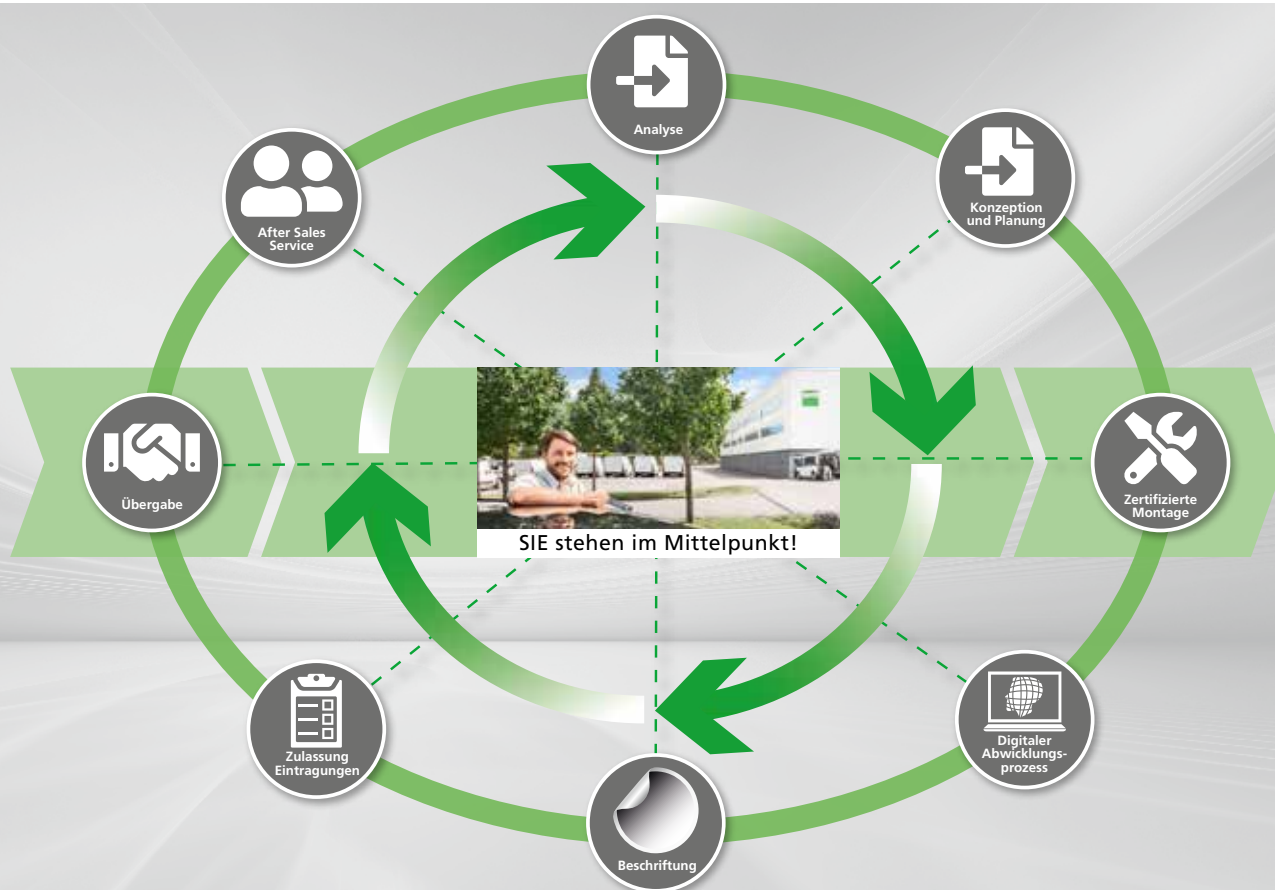 Analyse
Konzeption
und Planung
Zertifizierte
Montage
Digitaler
Abwicklungs-
prozess
Beschriftung
Zulassung
Eintragungen
Übergabe
After Sales
Service
SIE stehen im Mittelpunkt!